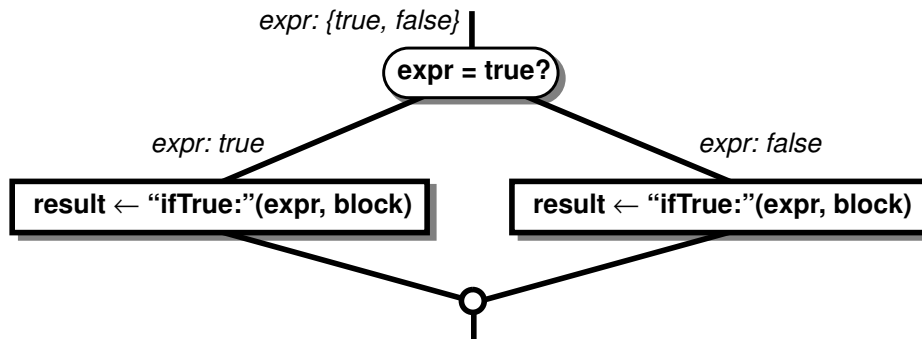 expr: {true, false}
expr = true?
expr: true
expr: false
result ← “ifTrue:”(expr, block)
result ← “ifTrue:”(expr, block)